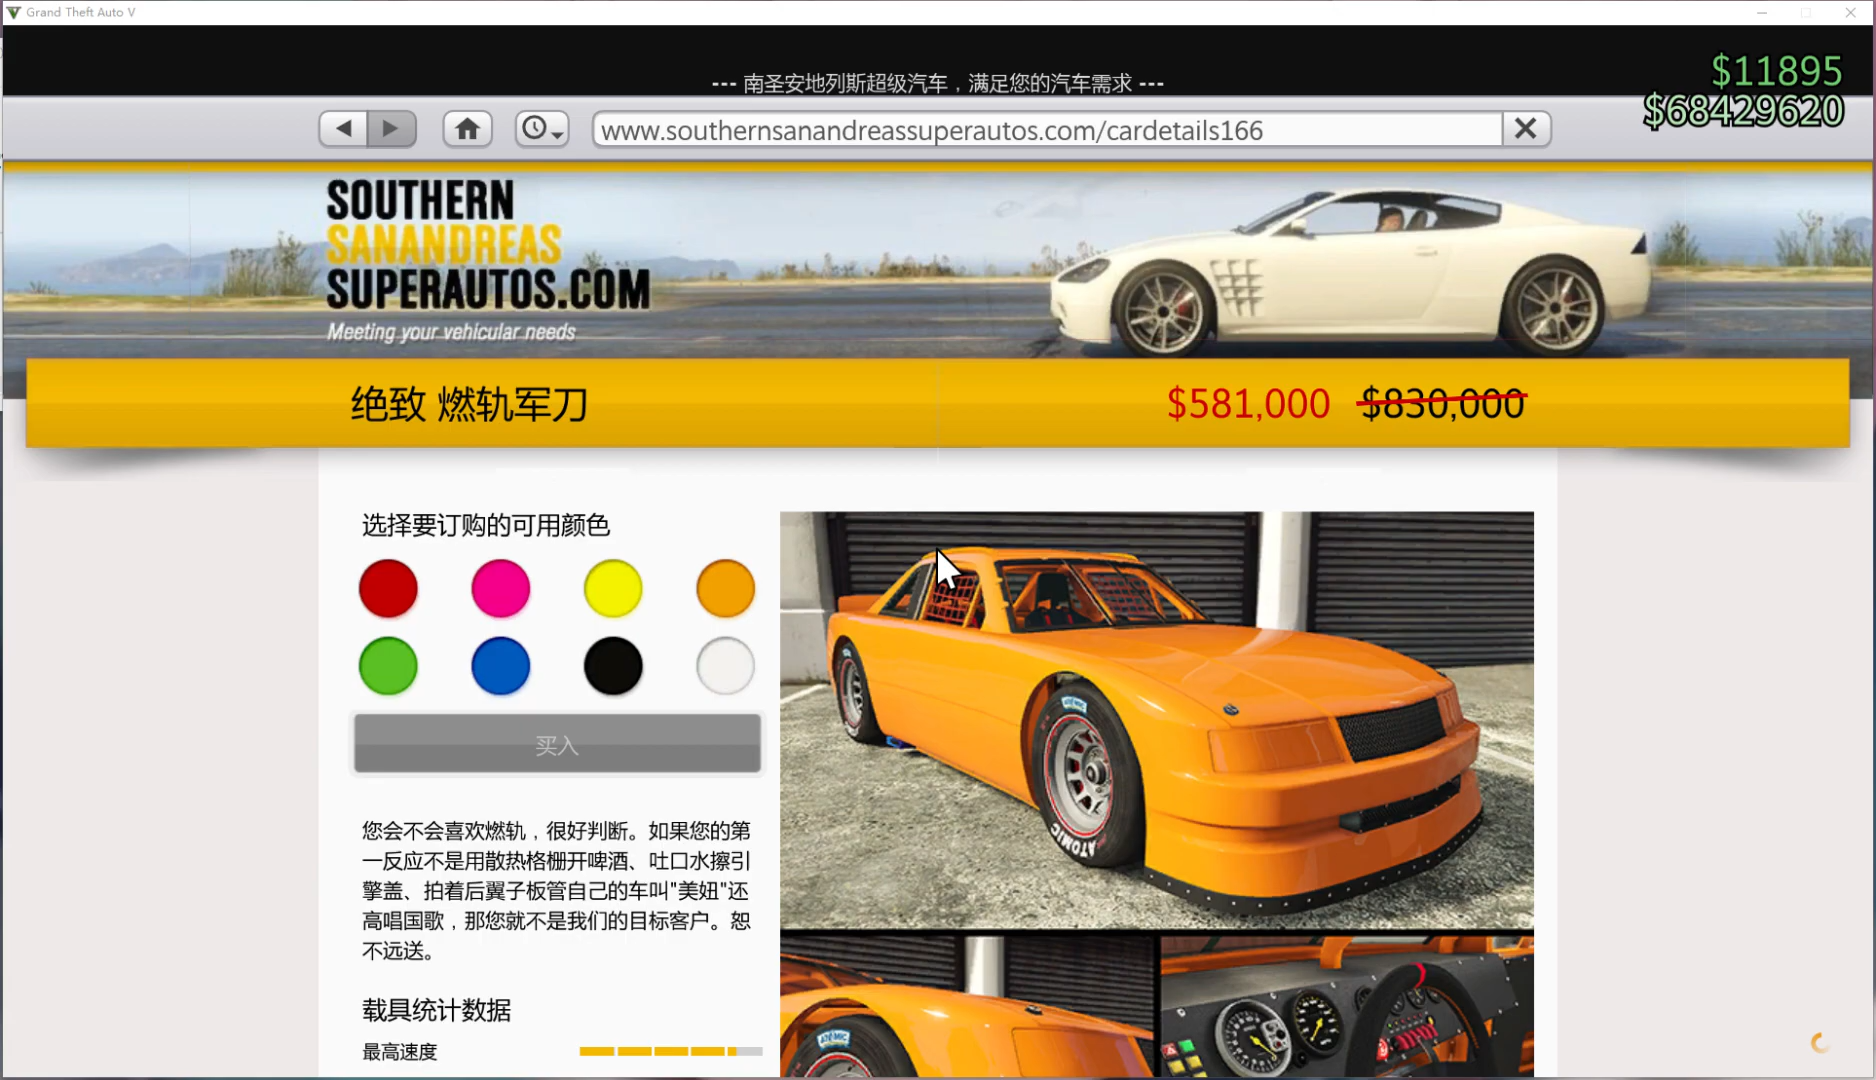 Grand Theft Auto V
--- 南圣安地列斯超级汽车，满足您的汽车需求 ---
$11895
$68429620
www.southernsanandreassuperautos.com/cardetails166
SOUTHERN
SANANDREAS
SUPERAUTOS.COM
Meeting your vehicular needs
绝致 燃轨军刀
$581,000 $830,000
选择要订购的可用颜色
买入
您会不会喜欢燃轨，很好判断。如果您的第
一反应不是用散热格栅开啤酒、吐口水擦引
擎盖、拍着后翼子板管自己的车叫"美妞"还
高唱国歌，那您就不是我们的目标客户。恕
不远送。
载具统计数据
最高速度
ATOMIC
ATOMIC
ATOMIC